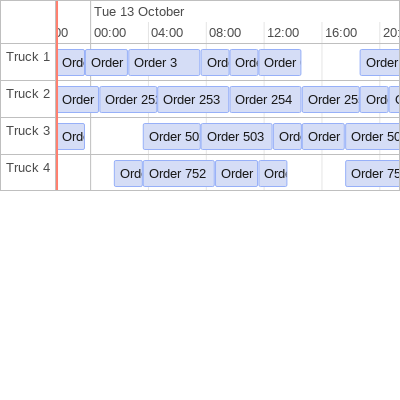 Tue 13 October
00 00:00 04:00 08:00 12:00 16:00 20:
Truck 1 Ord Order Order 3 Ord Ord Order Order
Truck 2 Order Order 25 Order 253 Order 254 Order 25 Ord Order
Truck 3 Ord Order 50 Order 503 Ord Order Order 50
Truck 4 Ord Order 752 Order Ord Order 75